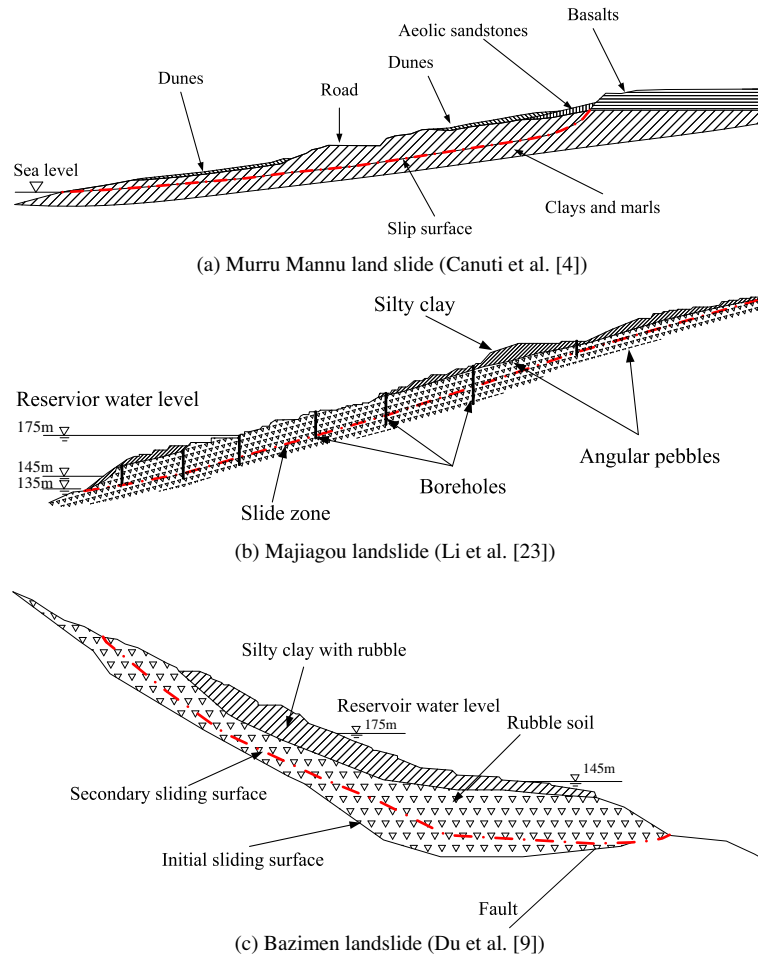 Basalts
Aeolic sandstones
Dunes
Road
Dunes
Sea level
Clays and marls
Slip surface
(a) Murru Mannu land slide (Canuti et al. [4])
Silty clay
Reservior water level
175m
145m
135m
Angular pebbles
Boreholes
Slide zone
(b) Majiagou landslide (Li et al. [23])
Silty clay with rubble
Reservoir water level
175m
Rubble soil
145m
Secondary sliding surface
Initial sliding surface
Fault
(c) Bazimen landslide (Du et al. [9])